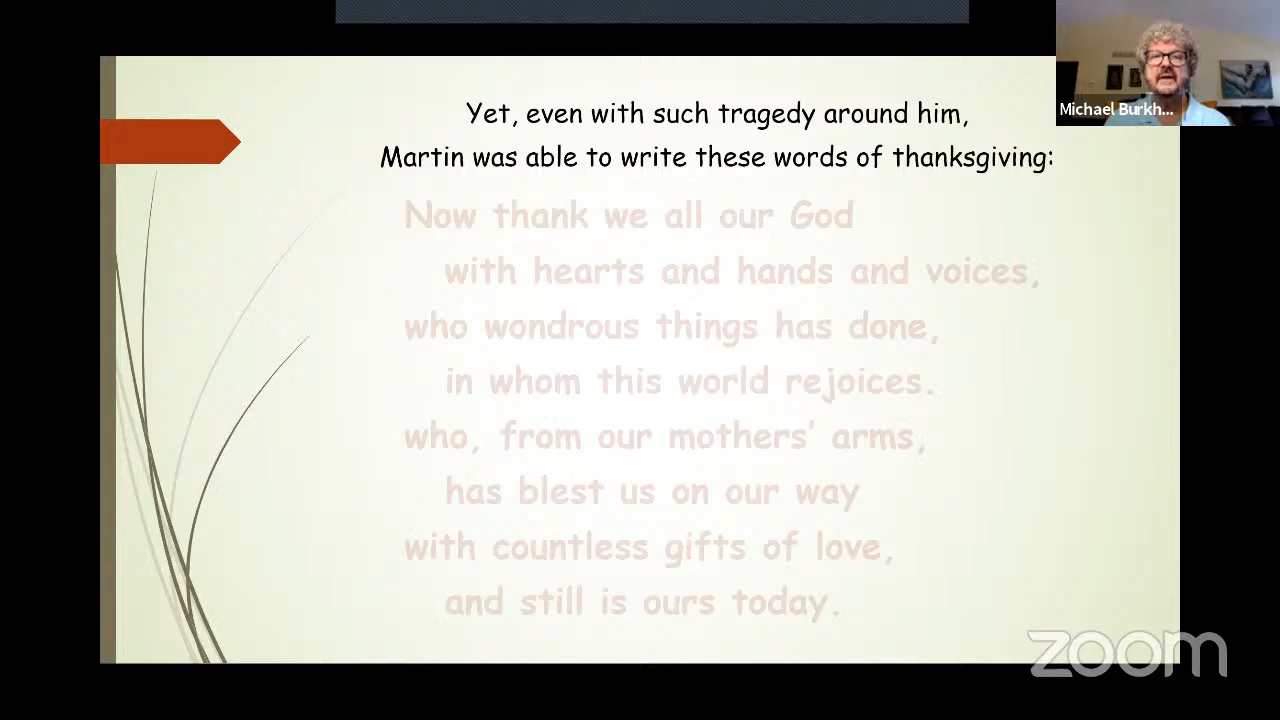 Yet, even with such tragedy around him,
Martin was able to write these words of thanksgiving:
Now thank we all our God
with hearts and hands and voices,
who wondrous things has done,
in whom this world rejoices.
who, from our mothers' arms,
has blest us on our way
with countless gifts of love,
and still is ours today.
Michael Burkh...
zoom